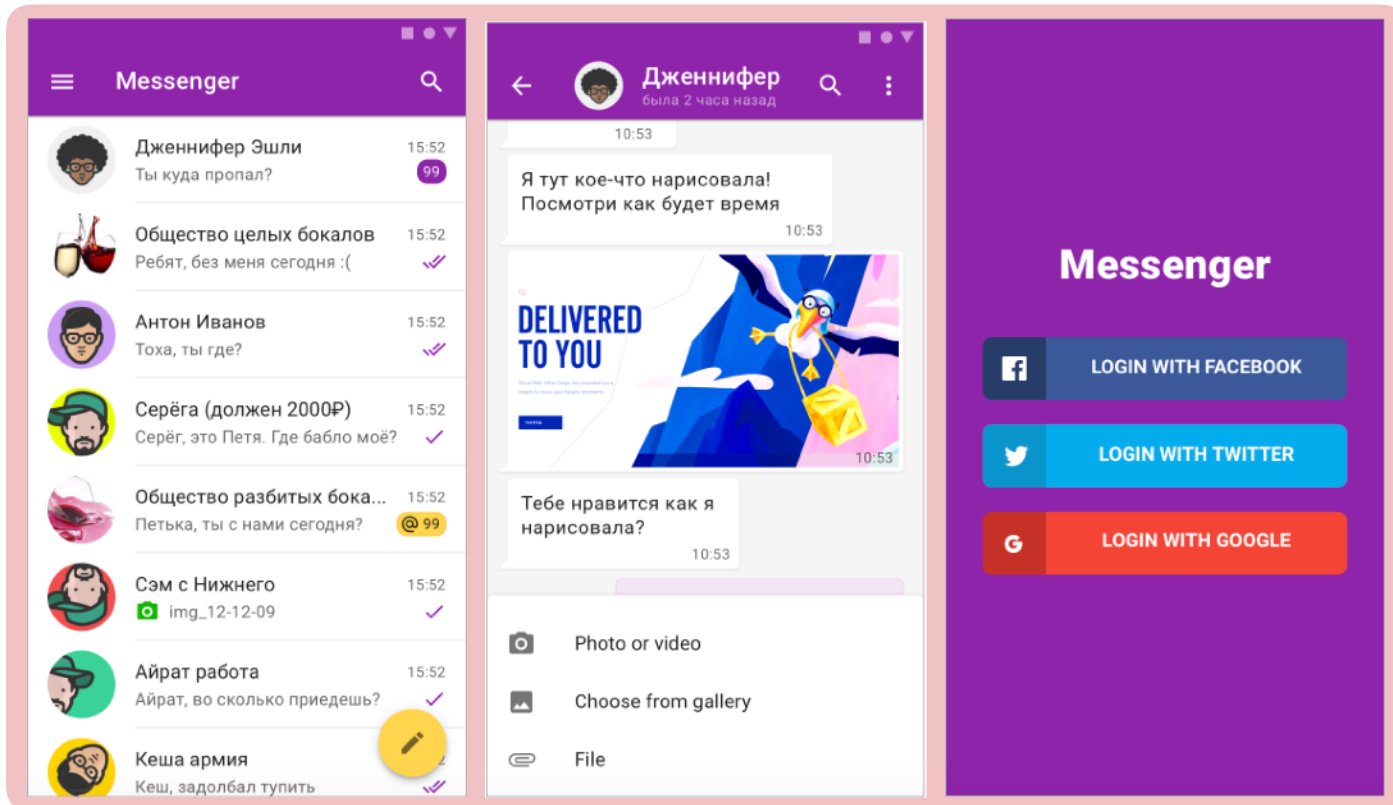 Messenger
Дженнифер Эшли 15:52
Ты куда пропал? 99
Общество целых бокалов 15:52
Ребят, без меня сегодня :(
Антон Иванов 15:52
Тоха, ты где?
Серёга (должен 2000₽) 15:52
Серёг, это Петя. Где бабло моё?
Общество разбитых бока... 15:52
Петька, ты с нами сегодня? @ 99
Сэм с Нижнего 15:52
img_12-12-09
Айрат работа 15:52
Айрат, во сколько приедешь?
Кеша армия
Кеш, задолбал тупить
Дженнифер
была 2 часа назад
10:53
Я тут кое-что нарисовала!
Посмотри как будет время
10:53
DELIVERED
TO YOU
10:53
Тебе нравится как я
нарисовала?
10:53
Photo or video
Choose from gallery
File
Messenger
LOGIN WITH FACEBOOK
LOGIN WITH TWITTER
LOGIN WITH GOOGLE